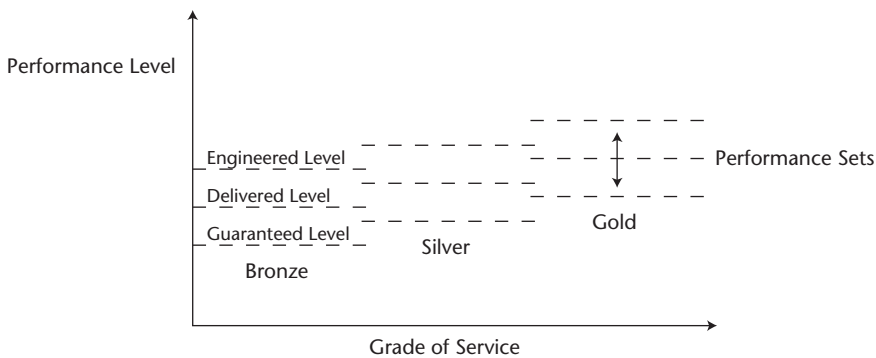 Performance Level
Engineered Level
Delivered Level
Performance Sets
Guaranteed Level
Gold
Silver
Bronze
Grade of Service